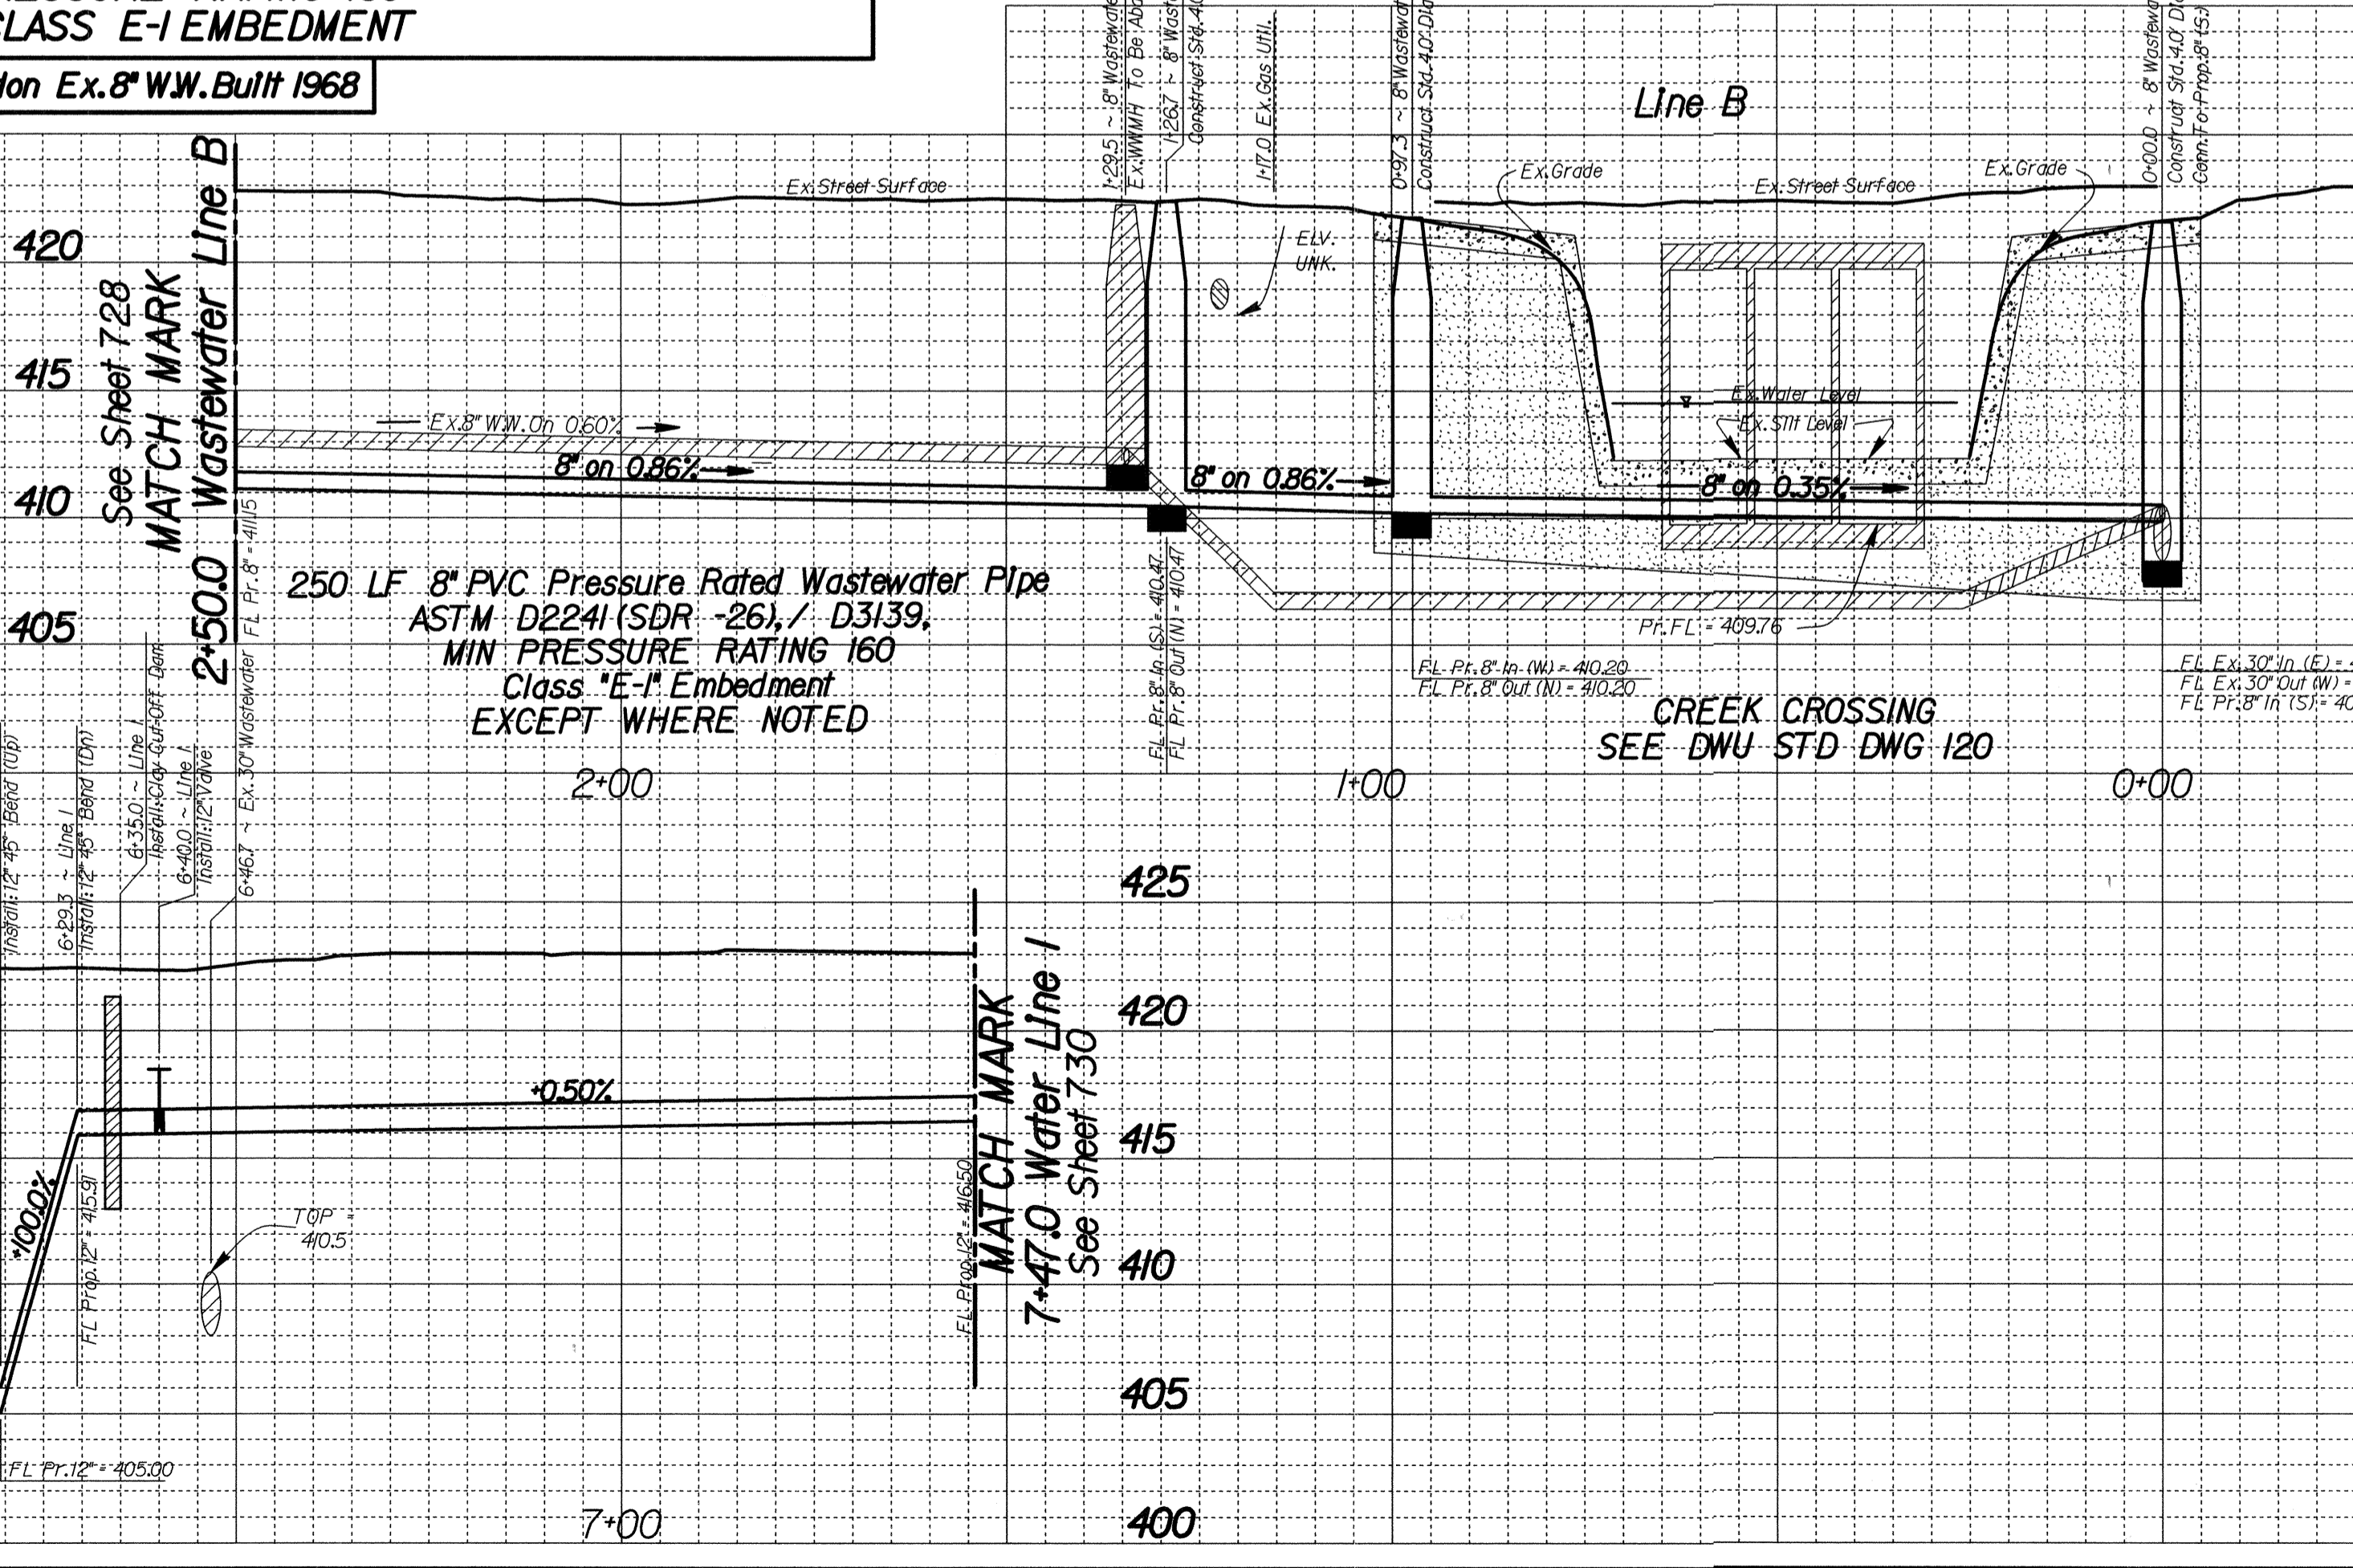 CLASS E-I EMBEDMENT
Ex. 8" W.W. Built 1968
Line B
1+29.5 ~ 8" Wastewate
Ex. WWMH To Be Aba
1+26.7 ~ 8" Waste
Construct Std. 4.0'
1+17.0 Ex. Gas Util.
0+97.3 ~ 8" Wastewat
Construct Std. 4.0' Dia
0+00.0 ~ 8" Wastewa
Construct Std. 4.0' Di
Conn. To Prop. 8" (S.)
Ex. Street Surface
Ex. Grade
Ex. Street Surface
Ex. Grade
ELV.
UNK.
420
415
410
405
See Sheet 728
MATCH MARK
2+50.0 Wastewater Line B
FL Pr. 8" = 411.15
Ex. 8" W.W. On 0.60%
8" on 0.86%
8" on 0.86%
Ex. Water Level
Ex. Silt Level
8" on 0.35%
250 LF 8" PVC Pressure Rated Wastewater Pipe
ASTM D2241 (SDR -26), / D3139,
MIN PRESSURE RATING 160
Class "E-I" Embedment
EXCEPT WHERE NOTED
FL Pr. 8" In (S) = 410.47
FL Pr. 8" Out (N) = 410.47
Pr. FL = 409.76
FL Pr. 8" In (W) = 410.20
FL Pr. 8" Out (N) = 410.20
FL Ex. 30" In (E) =
FL Ex. 30" Out (W) =
FL Pr. 8" In (S) = 40
CREEK CROSSING
SEE DWU STD DWG 120
2+00
1+00
0+00
Install: 12" 45° Bend (Up)
6+29.3 ~ Line 1
Install: 12" 45° Bend (Dn)
6+35.0 ~ Line 1
Install: Clay Cut-Off Dam
6+40.0 ~ Line 1
Install: 12" Valve
6+46.7 ~ Ex. 30" Wastewater
425
420
415
410
405
400
MATCH MARK
7+47.0 Water Line 1
See Sheet 730
+0.50%
+100.0%
FL Prop. 12" = 415.91
TOP =
410.5
FL Prop. 12" = 416.50
FL Pr. 12" = 405.00
7+00